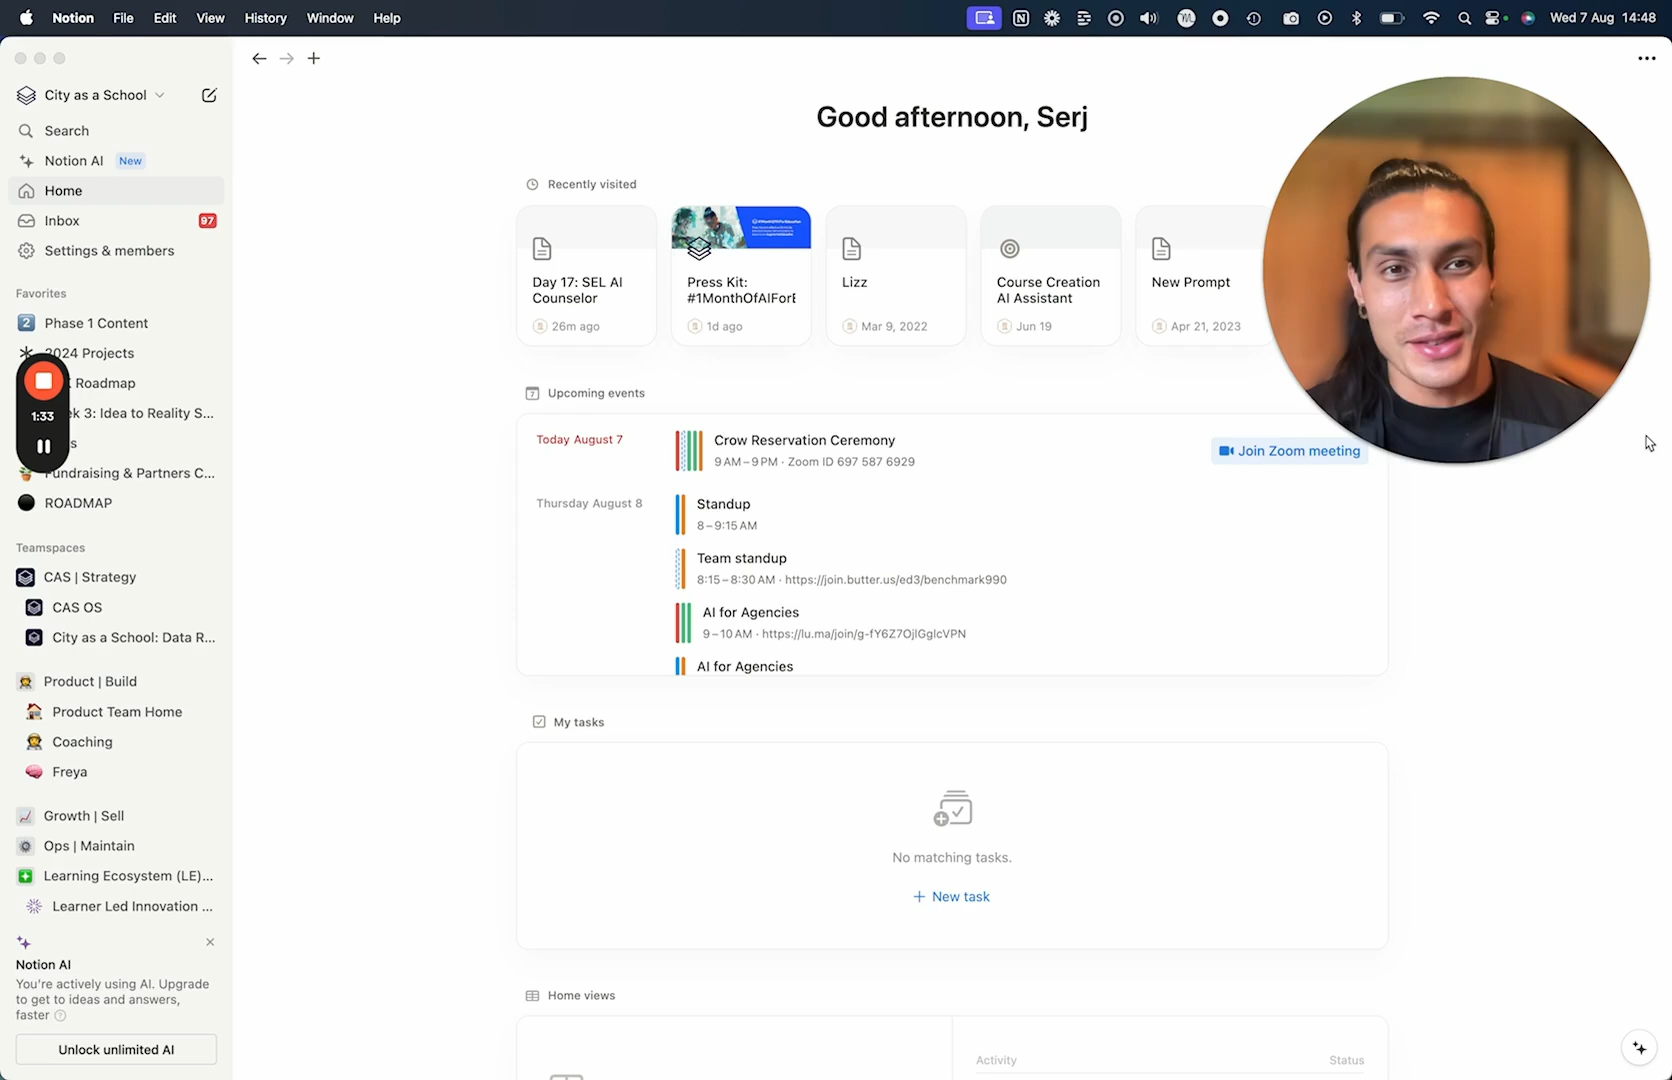 Notion File Edit View History Window Help Wed 7 Aug 14:48
City as a School
Search
Notion AI New
Home
Inbox 97
Settings & members
Favorites
2 Phase 1 Content
2024 Projects
Roadmap
1:33
ek 3: Idea to Reality S...
s
Fundraising & Partners C...
ROADMAP
Teamspaces
CAS | Strategy
CAS OS
City as a School: Data R...
Product | Build
Product Team Home
Coaching
Freya
Growth | Sell
Ops | Maintain
Learning Ecosystem (LE)...
Learner Led Innovation ...
Notion AI
You're actively using AI. Upgrade
to get to ideas and answers,
faster
Unlock unlimited AI
Good afternoon, Serj
Recently visited
Day 17: SEL AI
Counselor
26m ago
Press Kit:
#1MonthOfAIForE
1d ago
Lizz
Mar 9, 2022
Course Creation
AI Assistant
Jun 19
New Prompt
Apr 21, 2023
7 Upcoming events
Today August 7
Crow Reservation Ceremony
9 AM – 9 PM · Zoom ID 697 587 6929
Join Zoom meeting
Thursday August 8
Standup
8 – 9:15 AM
Team standup
8:15 – 8:30 AM · https://join.butter.us/ed3/benchmark990
AI for Agencies
9 – 10 AM · https://lu.ma/join/g-fY6Z7OjlGglcVPN
AI for Agencies
My tasks
No matching tasks.
+ New task
Home views
Activity Status